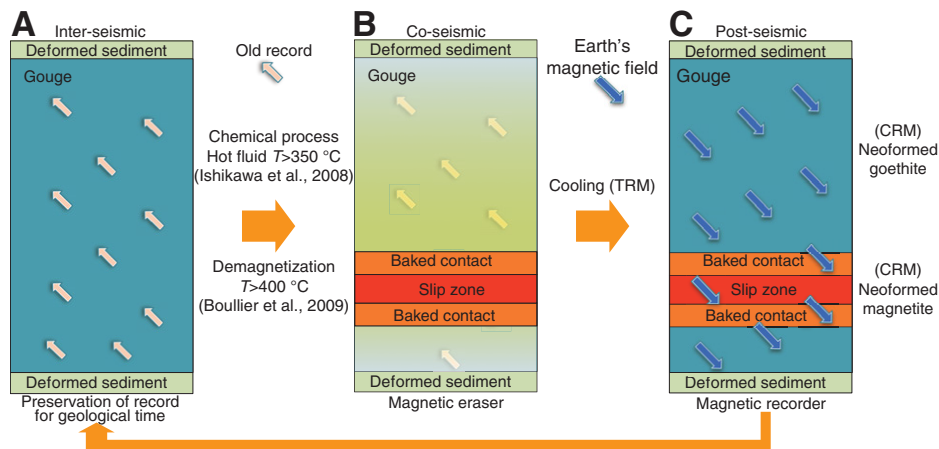 A
Inter-seismic
Deformed sediment
Gouge
Deformed sediment
Preservation of record
for geological time
Old record
Chemical process
Hot fluid T>350 °C
(Ishikawa et al., 2008)
Demagnetization
T>400 °C
(Boullier et al., 2009)
B
Co-seismic
Deformed sediment
Gouge
Baked contact
Slip zone
Baked contact
Deformed sediment
Magnetic eraser
Earth's
magnetic field
Cooling (TRM)
C
Post-seismic
Deformed sediment
Gouge
Baked contact
Slip zone
Baked contact
Deformed sediment
Magnetic recorder
(CRM)
Neoformed
goethite
(CRM)
Neoformed
magnetite